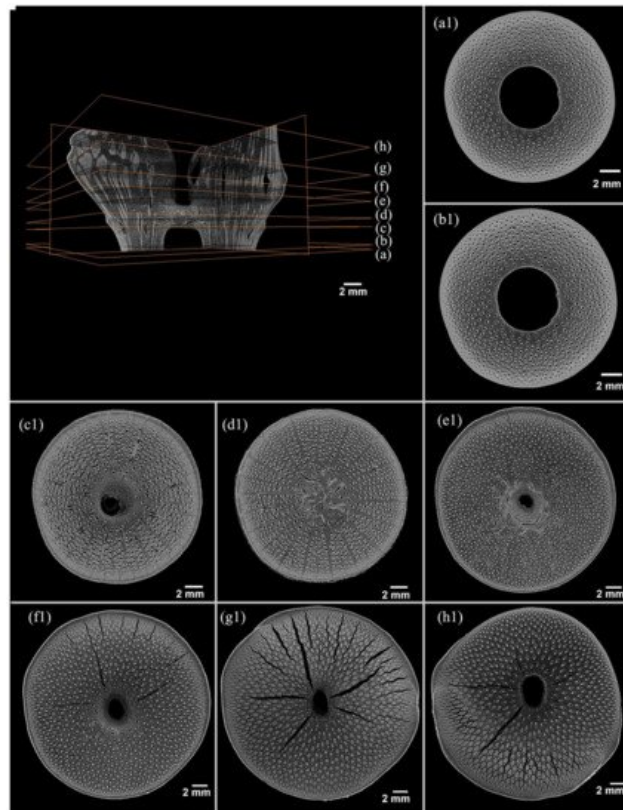 (a1)
2 mm
(h)
(g)
(f)
(e)
(d)
(c)
(b)
(a)
2 mm
(b1)
2 mm
(c1)
2 mm
(d1)
2 mm
(e1)
2 mm
(f1)
2 mm
(g1)
2 mm
(h1)
2 mm